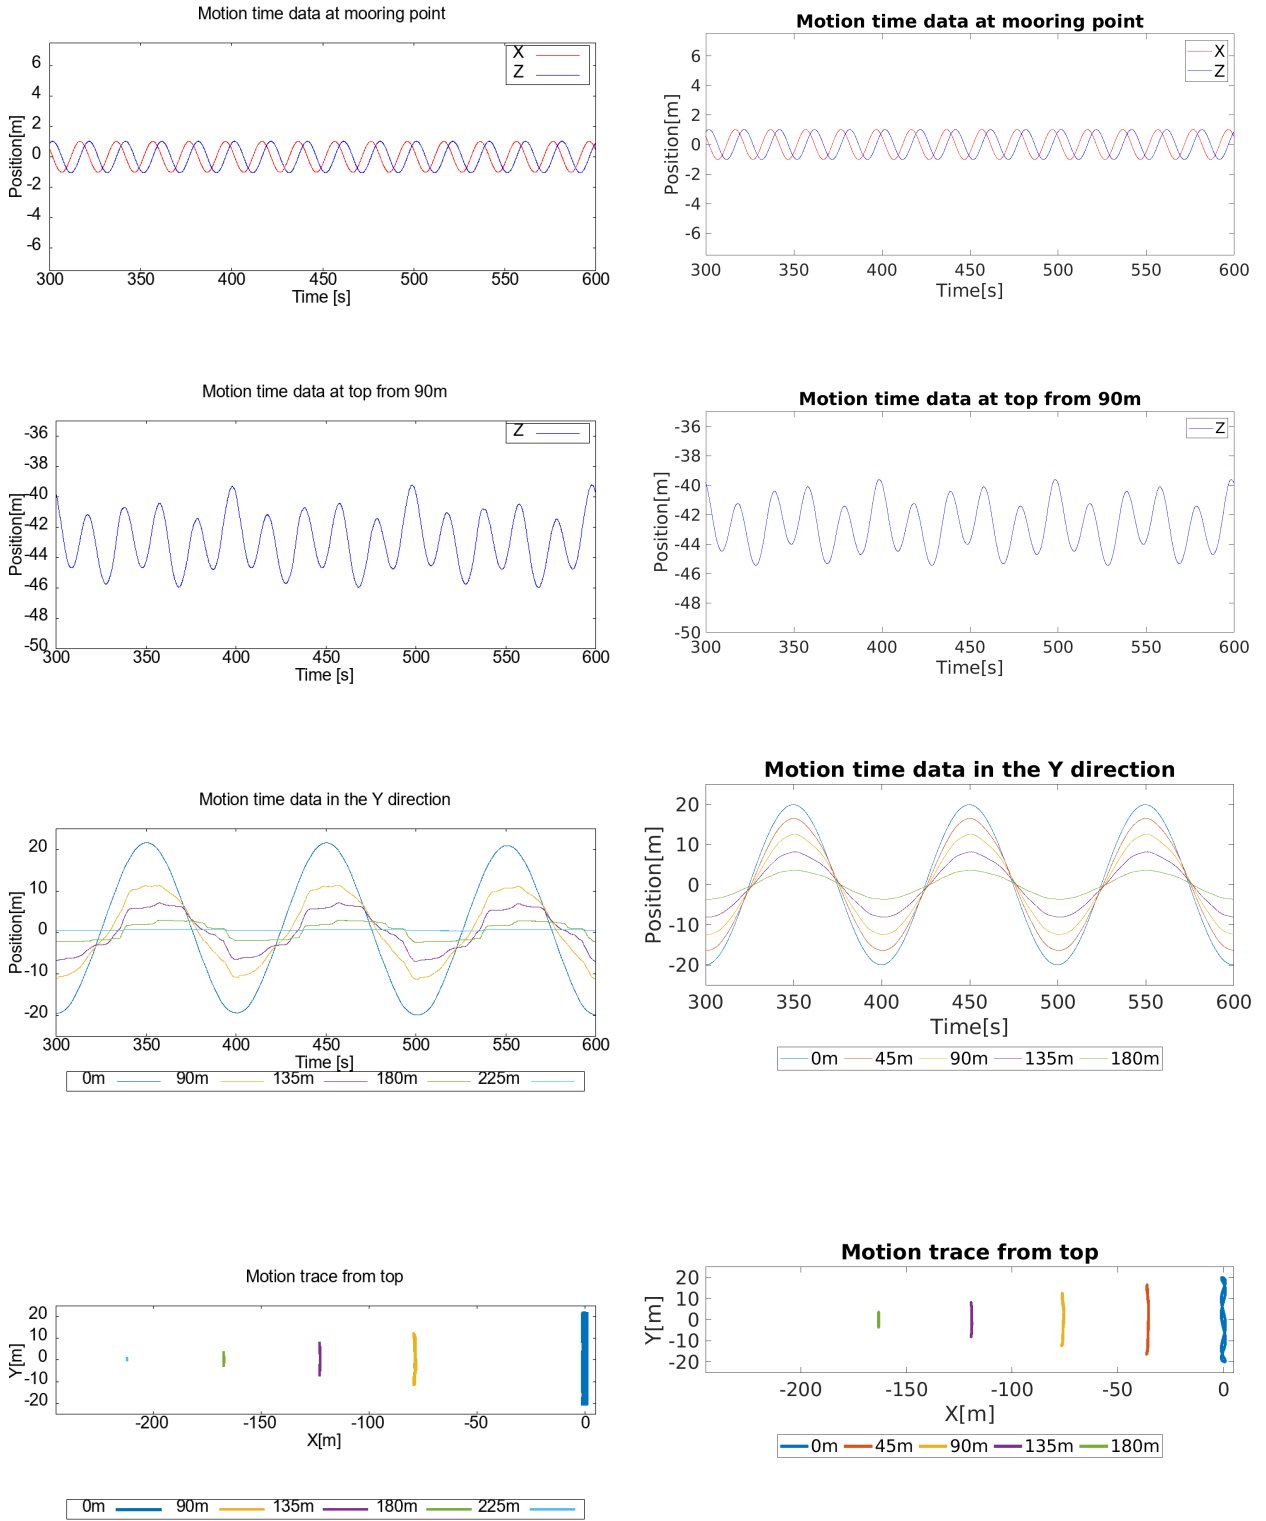 Motion time data at mooring point
X
Z
6
4
2
0
-2
-4
-6
Position[m]
300 350 400 450 500 550 600
Time [s]
Motion time data at mooring point
X
Z
6
4
2
0
-2
-4
-6
Position[m]
300 350 400 450 500 550 600
Time[s]
Motion time data at top from 90m
Z
-36
-38
-40
-42
-44
-46
-48
-50
Position[m]
300 350 400 450 500 550 600
Time [s]
Motion time data at top from 90m
Z
-36
-38
-40
-42
-44
-46
-48
-50
Position[m]
300 350 400 450 500 550 600
Time[s]
Motion time data in the Y direction
20
10
0
-10
-20
Position[m]
300 350 400 450 500 550 600
Time [s]
0m 90m 135m 180m 225m
Motion time data in the Y direction
20
10
0
-10
-20
Position[m]
300 350 400 450 500 550 600
Time[s]
0m 45m 90m 135m 180m
Motion trace from top
20
10
0
-10
-20
Y[m]
-200 -150 -100 -50 0
X[m]
0m 90m 135m 180m 225m
Motion trace from top
20
10
0
-10
-20
Y[m]
-200 -150 -100 -50 0
X[m]
0m 45m 90m 135m 180m